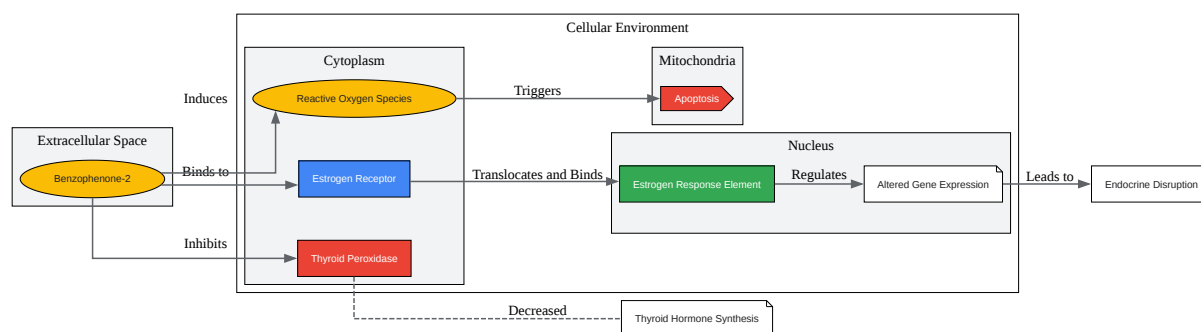 Cellular Environment
Cytoplasm
Mitochondria
Induces
Reactive Oxygen Species
Triggers
Apoptosis
Extracellular Space
Nucleus
Benzophenone-2
Binds to
Estrogen Receptor
Translocates and Binds
Estrogen Response Element
Regulates
Altered Gene Expression
Leads to
Endocrine Disruption
Inhibits
Thyroid Peroxidase
Decreased
Thyroid Hormone Synthesis